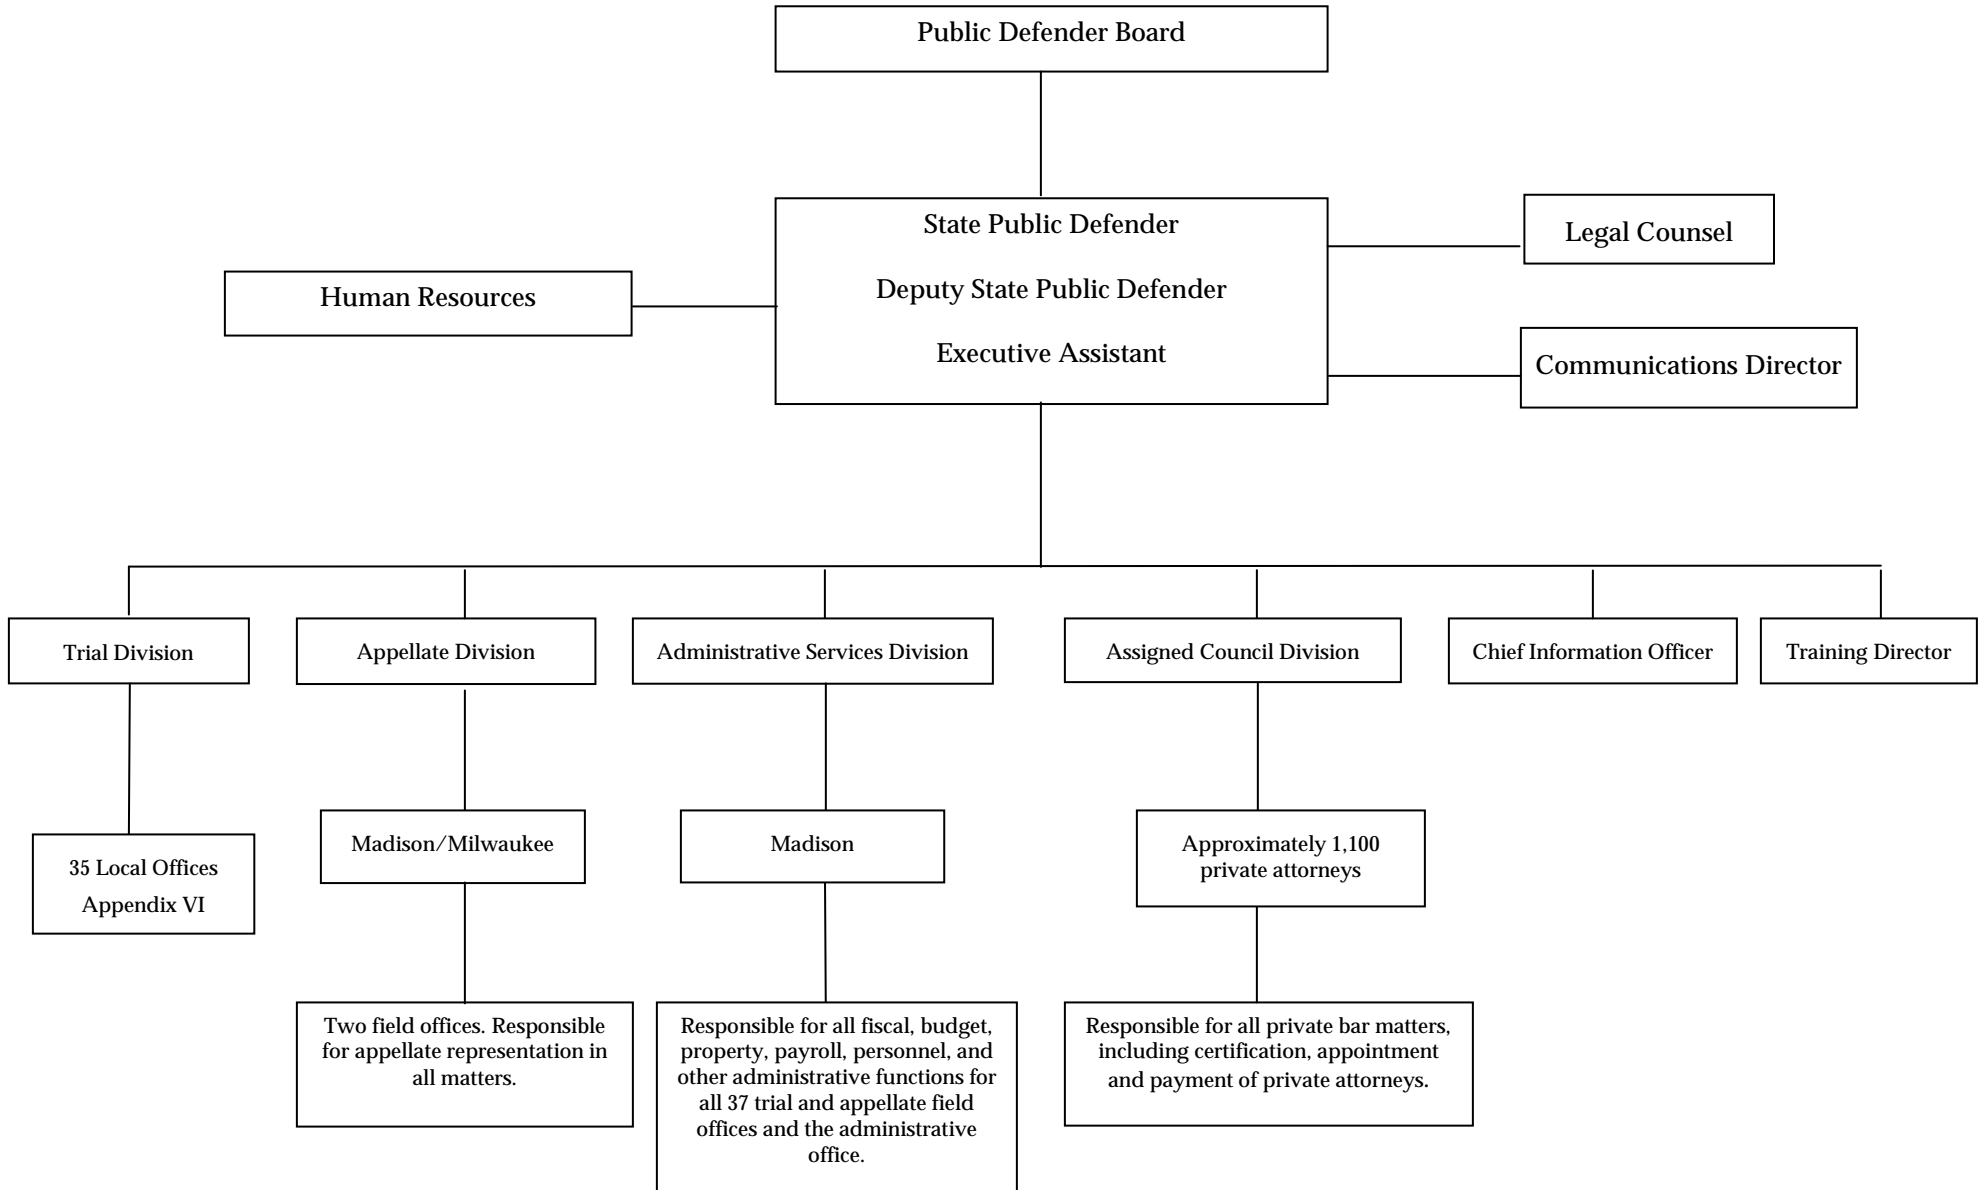 Public Defender Board
State Public Defender
Deputy State Public Defender
Executive Assistant
Legal Counsel
Human Resources
Communications Director
Trial Division
Appellate Division
Administrative Services Division
Assigned Council Division
Chief Information Officer
Training Director
35 Local Offices
Appendix VI
Madison/Milwaukee
Madison
Approximately 1,100
private attorneys
Two field offices. Responsible
for appellate representation in
all matters.
Responsible for all fiscal, budget,
property, payroll, personnel, and
other administrative functions for
all 37 trial and appellate field
offices and the administrative
office.
Responsible for all private bar matters,
including certification, appointment
and payment of private attorneys.